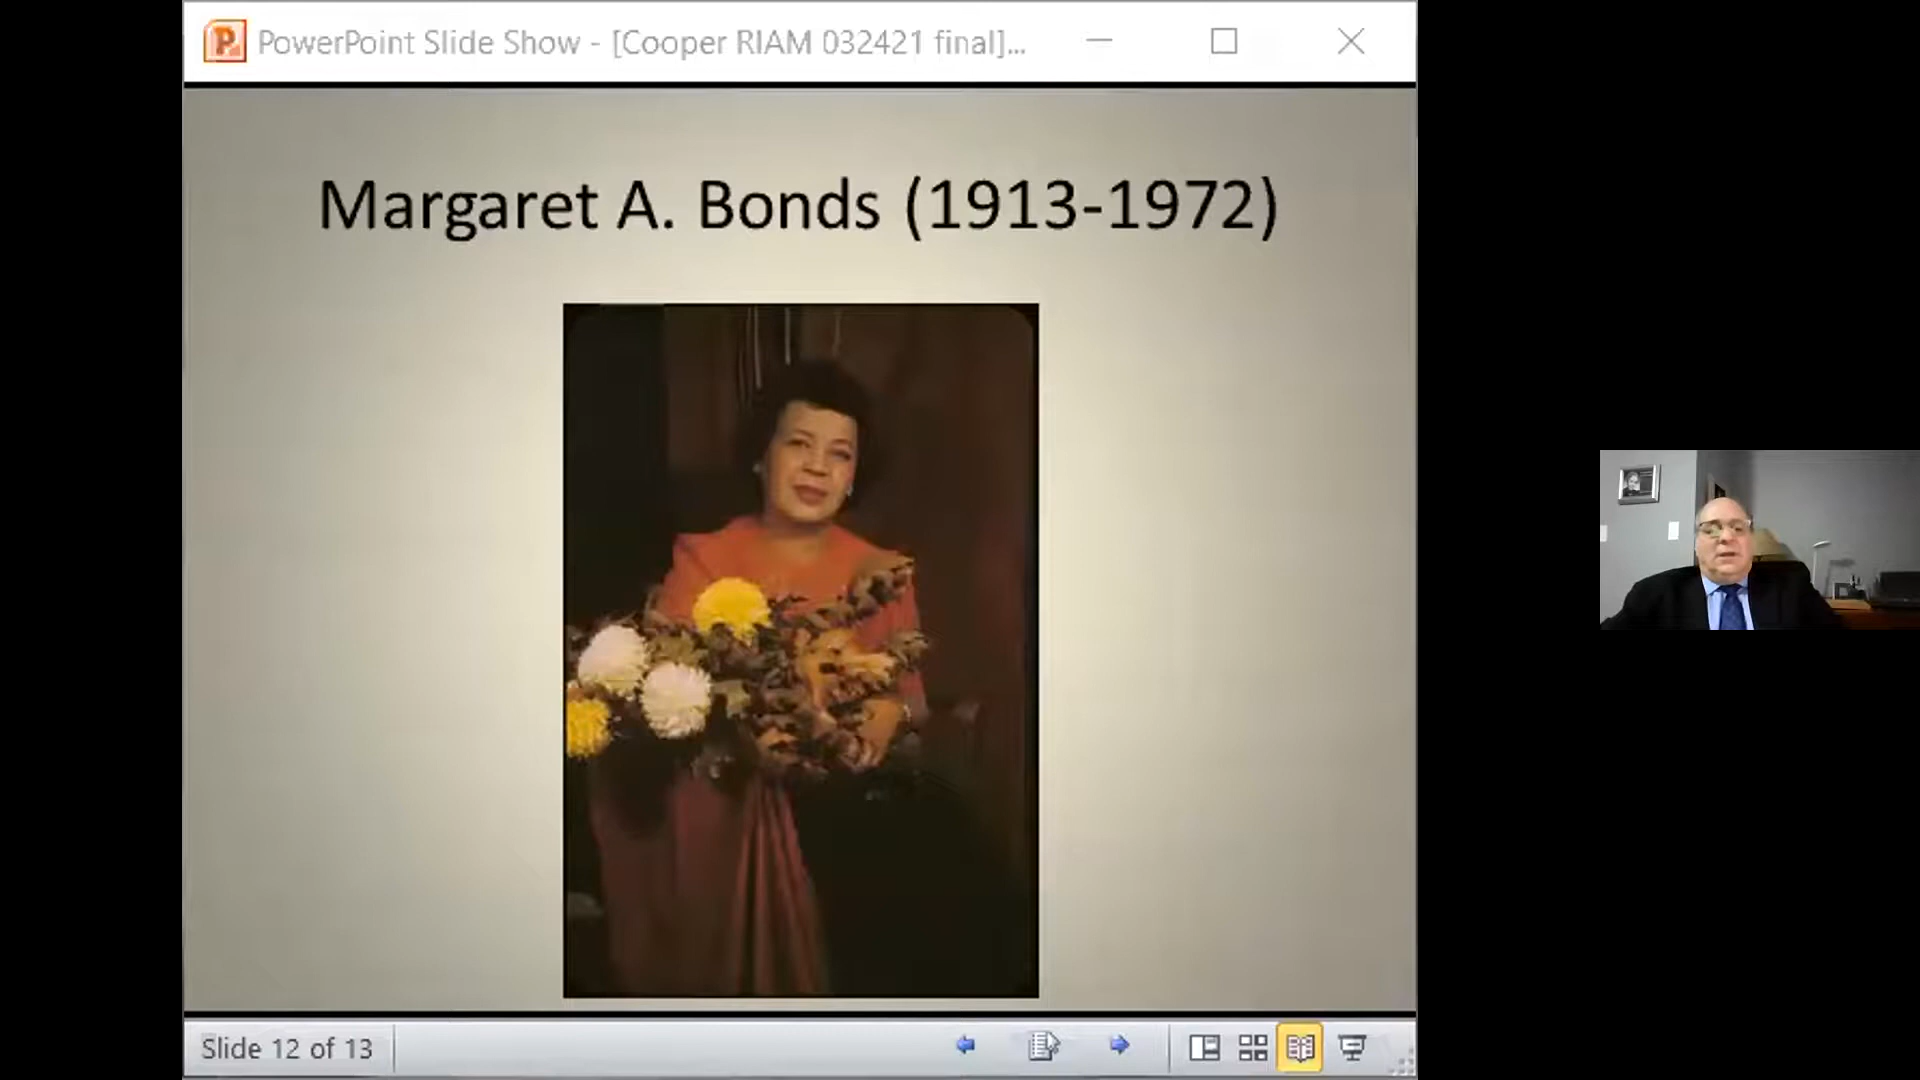 PowerPoint Slide Show - [Cooper RIAM 032421 final]...
Margaret A. Bonds (1913-1972)
Slide 12 of 13